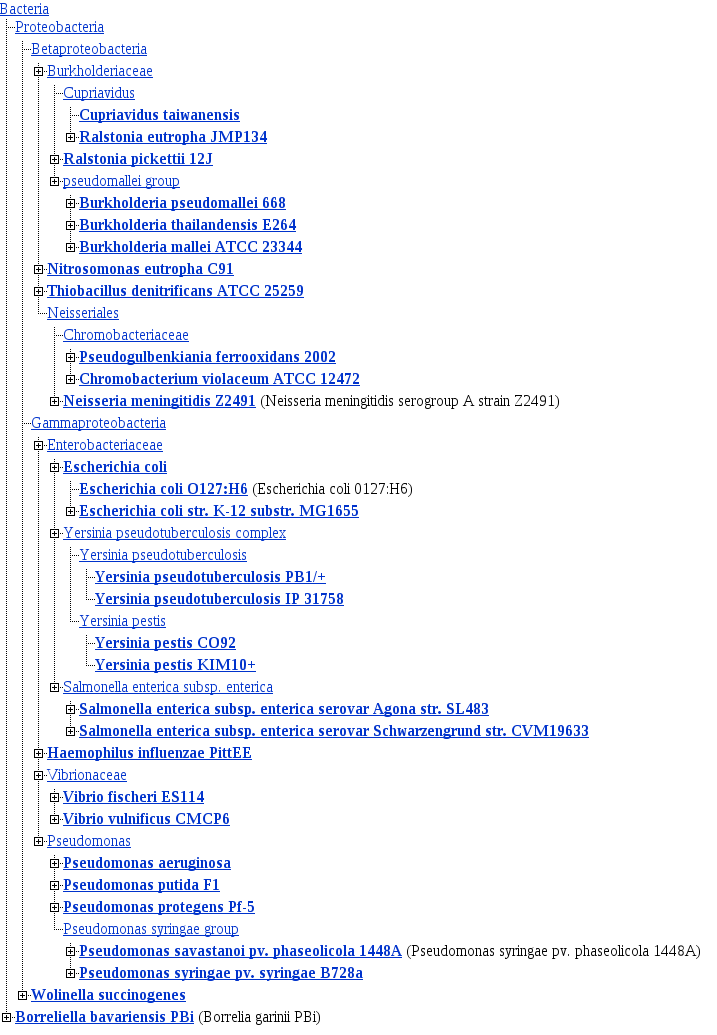 Bacteria
Proteobacteria
Betaproteobacteria
Burkholderiaceae
Cupriavidus
Cupriavidus taiwanensis
Ralstonia eutropha JMP134
Ralstonia pickettii 12J
pseudomallei group
Burkholderia pseudomallei 668
Burkholderia thailandensis E264
Burkholderia mallei ATCC 23344
Nitrosomonas eutropha C91
Thiobacillus denitrificans ATCC 25259
Neisseriales
Chromobacteriaceae
Pseudogulbenkiania ferrooxidans 2002
Chromobacterium violaceum ATCC 12472
Neisseria meningitidis Z2491 (Neisseria meningitidis serogroup A strain Z2491)
Gammaproteobacteria
Enterobacteriaceae
Escherichia coli
Escherichia coli O127:H6 (Escherichia coli 0127:H6)
Escherichia coli str. K-12 substr. MG1655
Yersinia pseudotuberculosis complex
Yersinia pseudotuberculosis
Yersinia pseudotuberculosis PB1/+
Yersinia pseudotuberculosis IP 31758
Yersinia pestis
Yersinia pestis CO92
Yersinia pestis KIM10+
Salmonella enterica subsp. enterica
Salmonella enterica subsp. enterica serovar Agona str. SL483
Salmonella enterica subsp. enterica serovar Schwarzengrund str. CVM19633
Haemophilus influenzae PittEE
Vibrionaceae
Vibrio fischeri ES114
Vibrio vulnificus CMCP6
Pseudomonas
Pseudomonas aeruginosa
Pseudomonas putida F1
Pseudomonas protegens Pf-5
Pseudomonas syringae group
Pseudomonas savastanoi pv. phaseolicola 1448A (Pseudomonas syringae pv. phaseolicola 1448A)
Pseudomonas syringae pv. syringae B728a
Wolinella succinogenes
Borreliella bavariensis PBi (Borrelia garinii PBi)